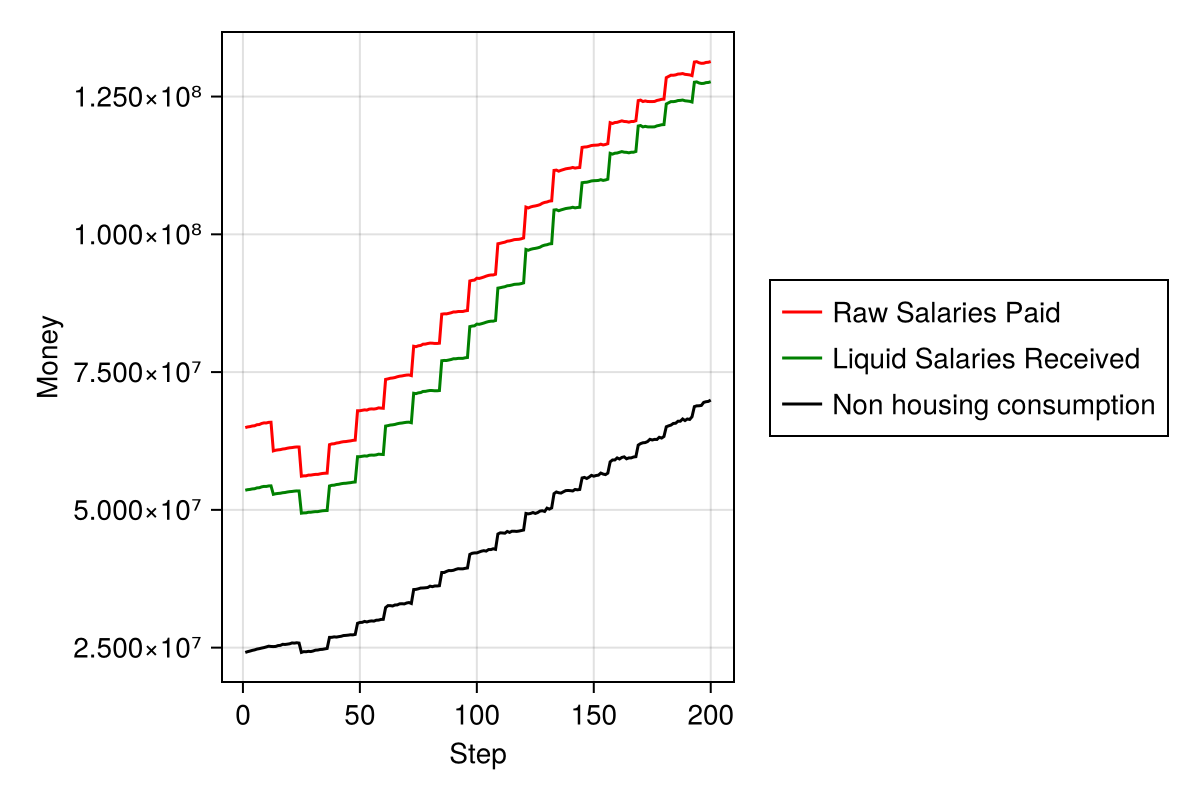 1.250×10⁸
1.000×10⁸
7.500×10⁷
5.000×10⁷
2.500×10⁷
Money
0 50 100 150 200
Step
Raw Salaries Paid
Liquid Salaries Received
Non housing consumption